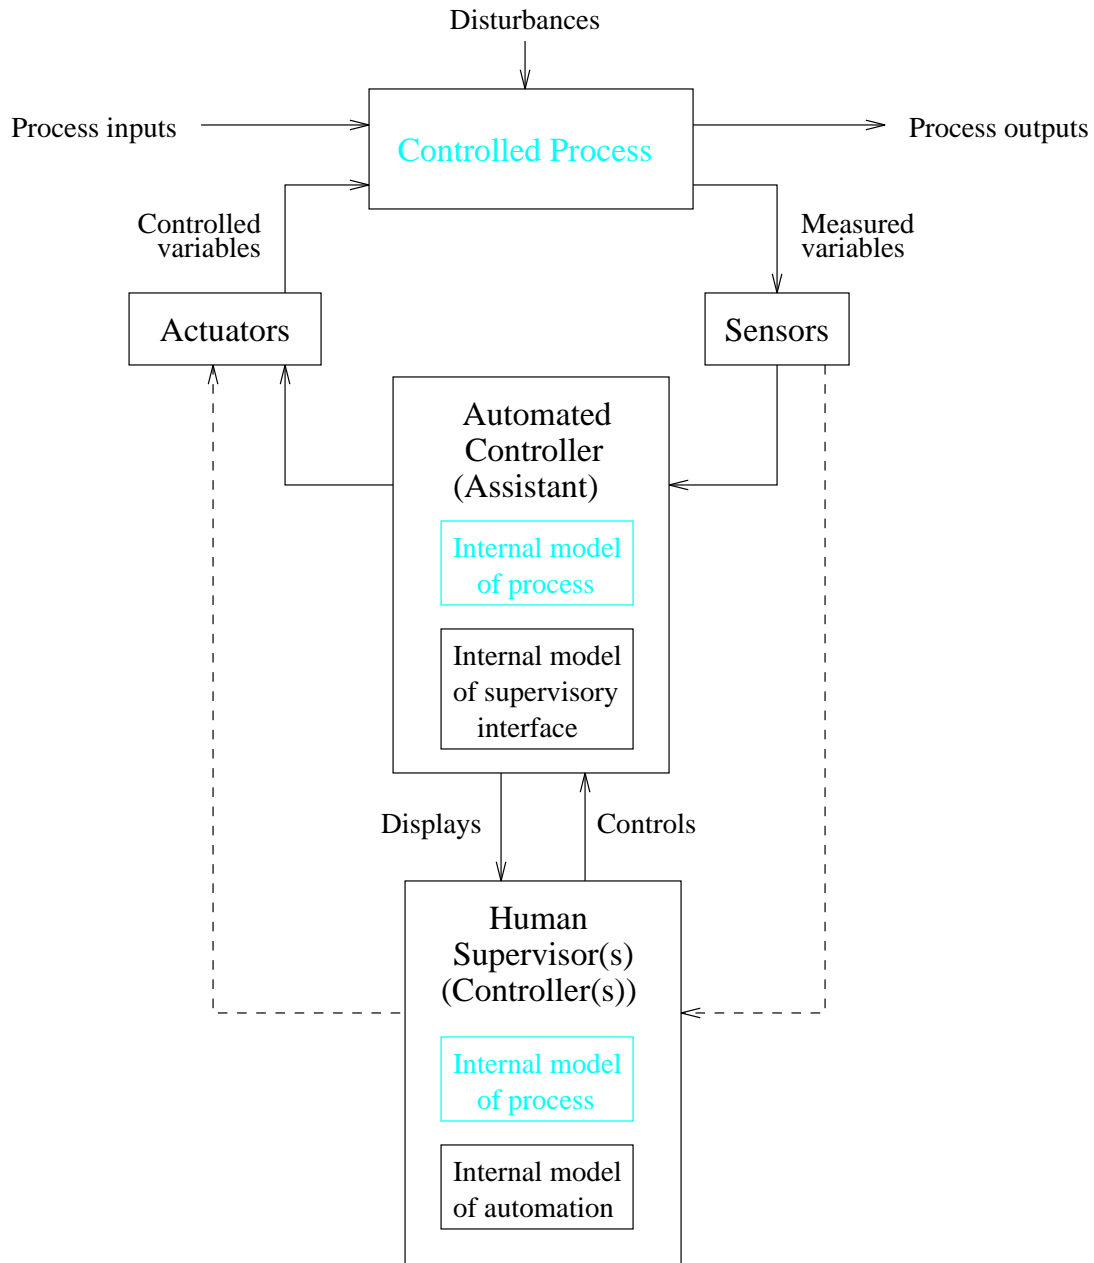 Disturbances
Process inputs
Controlled Process
Process outputs
Controlled
variables
Measured
variables
Actuators
Sensors
Automated
Controller
(Assistant)
Internal model
of process
Internal model
of supervisory
interface
Displays
Controls
Human
Supervisor(s)
(Controller(s))
Internal model
of process
Internal model
of automation